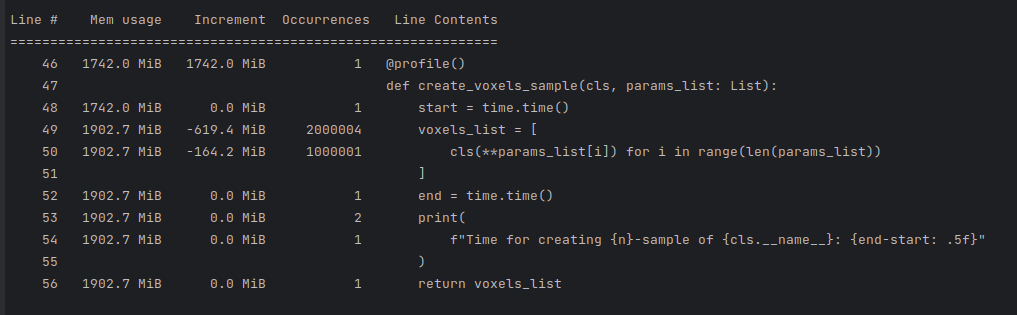 Line #    Mem usage    Increment  Occurrences   Line Contents
=============================================================
    46   1742.0 MiB   1742.0 MiB           1   @profile()
    47                                         def create_voxels_sample(cls, params_list: List):
    48   1742.0 MiB      0.0 MiB           1       start = time.time()
    49   1902.7 MiB   -619.4 MiB     2000004       voxels_list = [
    50   1902.7 MiB   -164.2 MiB     1000001           cls(**params_list[i]) for i in range(len(params_list))
    51                                             ]
    52   1902.7 MiB      0.0 MiB           1       end = time.time()
    53   1902.7 MiB      0.0 MiB           2       print(
    54   1902.7 MiB      0.0 MiB           1           f"Time for creating {n}-sample of {cls.__name__}: {end-start: .5f}"
    55                                             )
    56   1902.7 MiB      0.0 MiB           1       return voxels_list